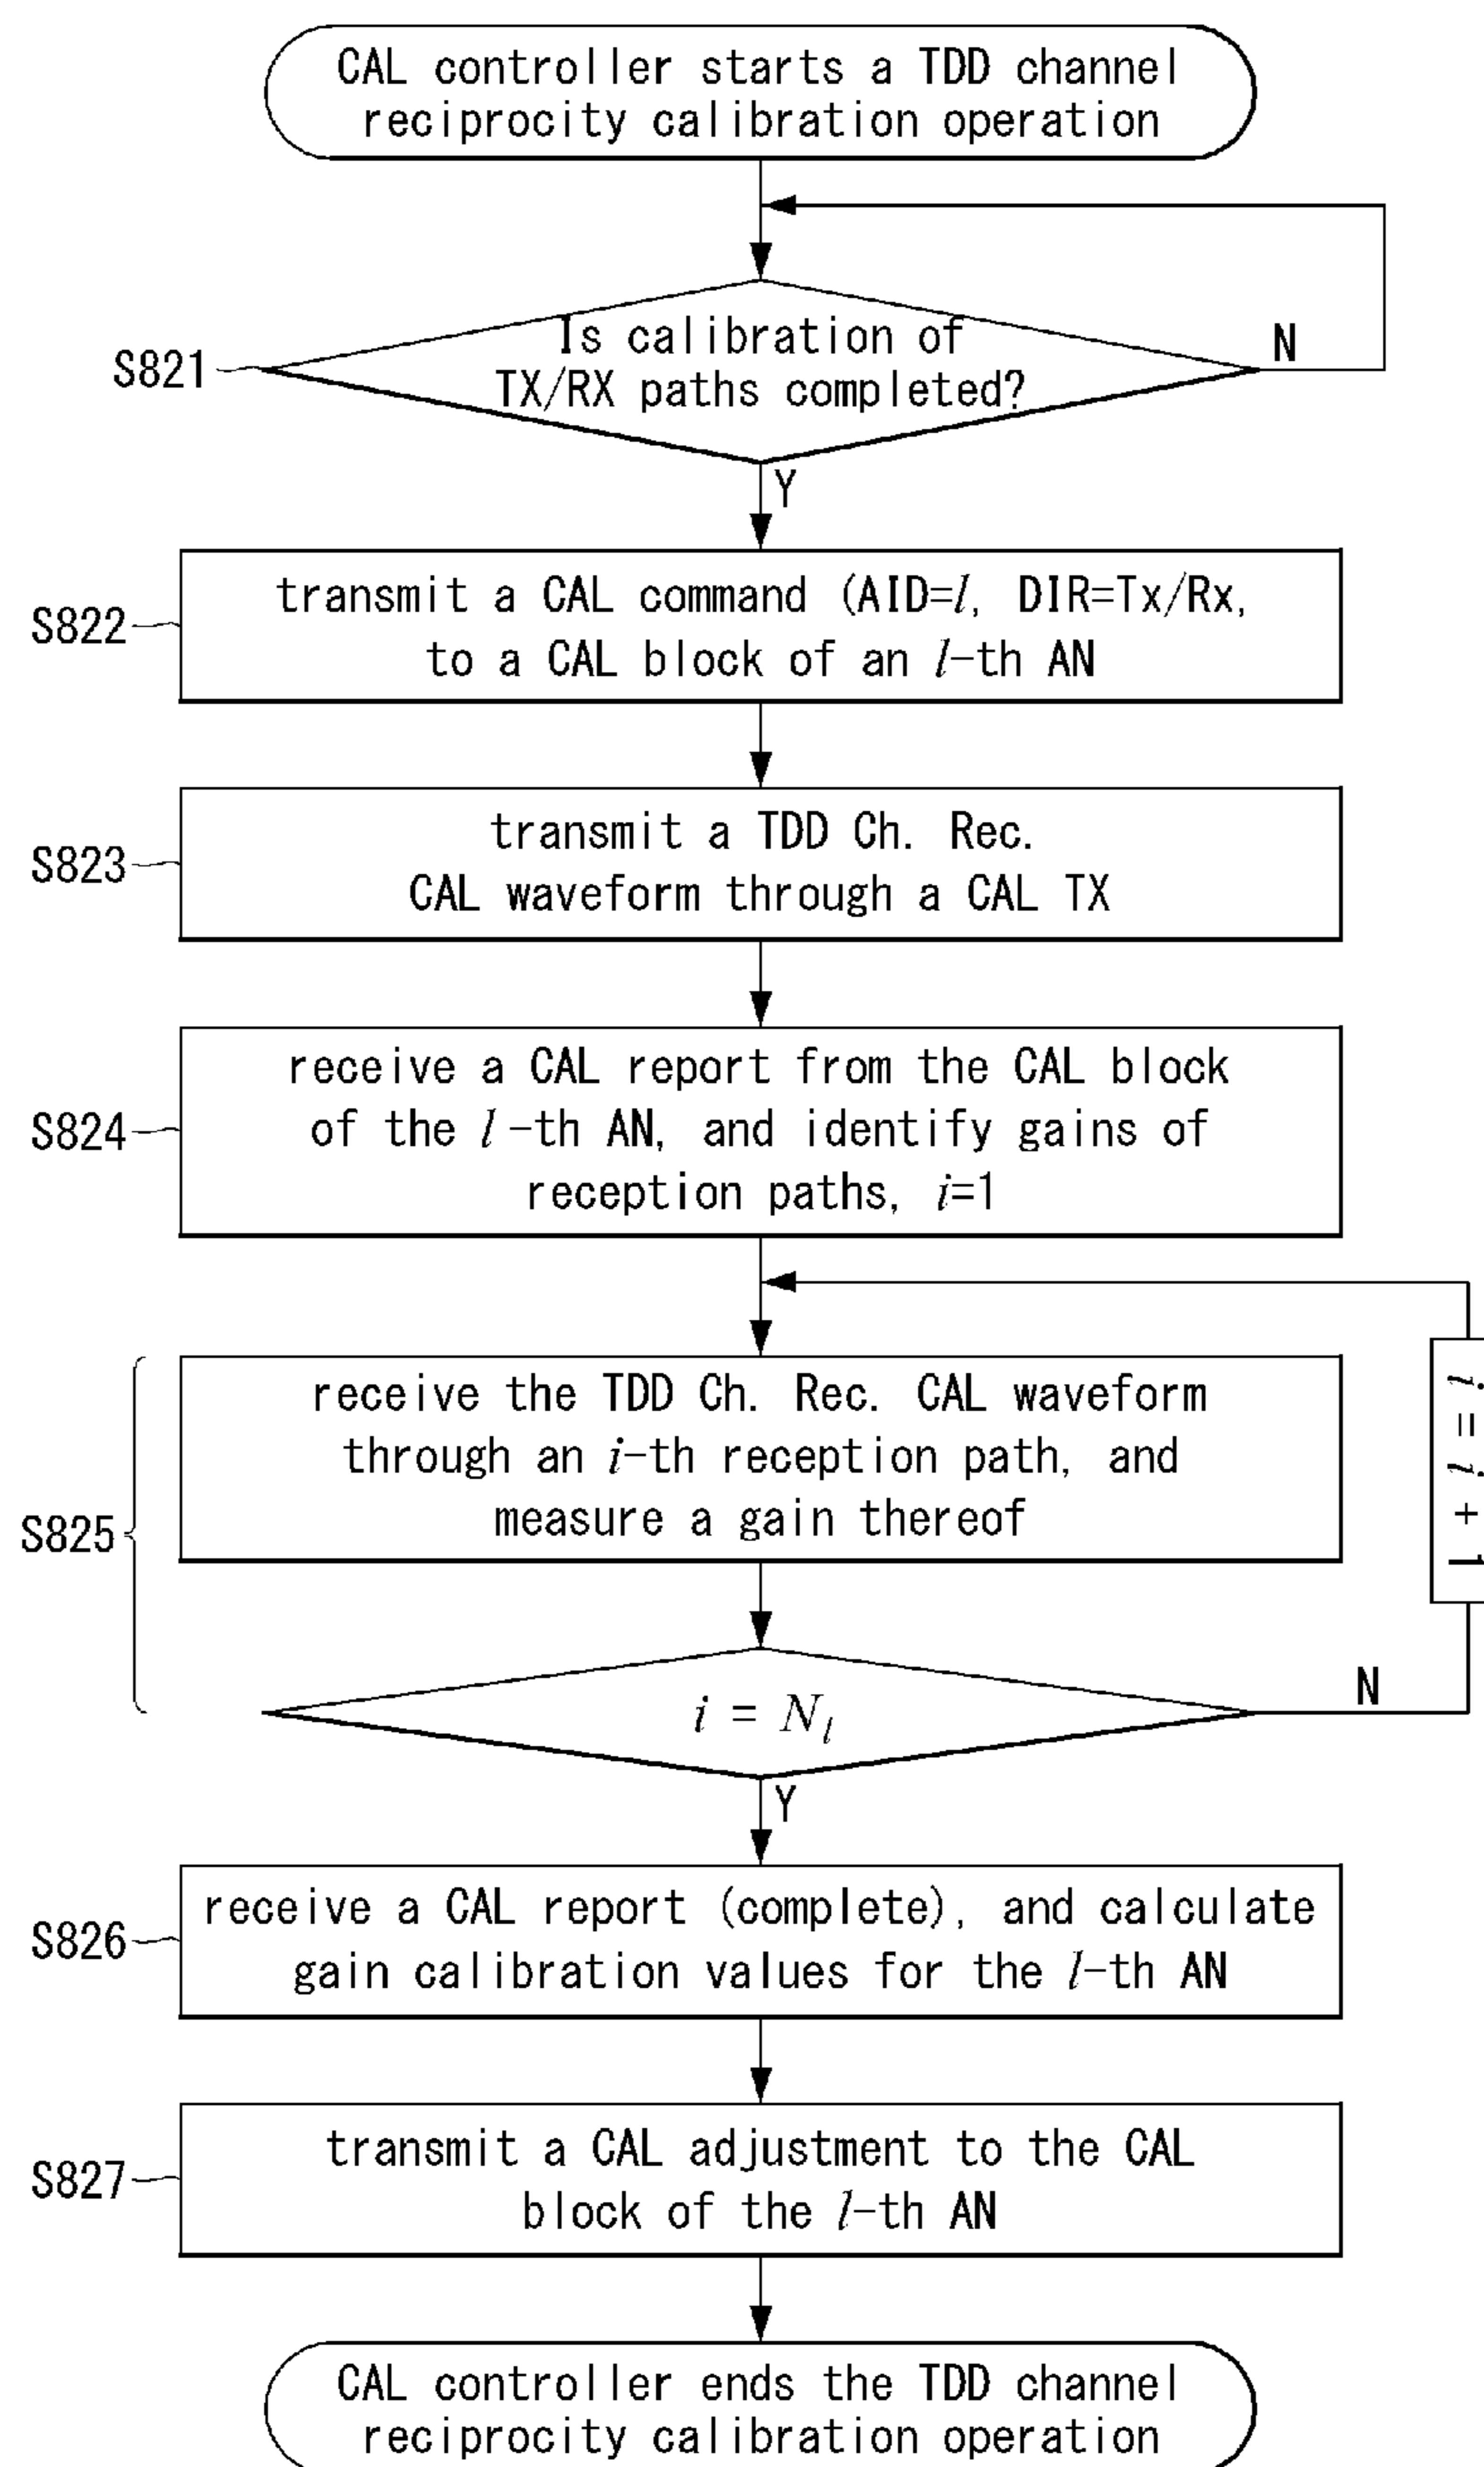 CAL controller starts a TDD channel
reciprocity calibration operation
S821
Is calibration of
TX/RX paths completed?
N
Y
S822
transmit a CAL command (AID=l, DIR=Tx/Rx,
to a CAL block of an l-th AN
S823
transmit a TDD Ch. Rec.
CAL waveform through a CAL TX
S824
receive a CAL report from the CAL block
of the l-th AN, and identify gains of
reception paths, i=1
S825
receive the TDD Ch. Rec. CAL waveform
through an i-th reception path, and
measure a gain thereof
i = i + 1
i = N_l
N
Y
S826
receive a CAL report (complete), and calculate
gain calibration values for the l-th AN
S827
transmit a CAL adjustment to the CAL
block of the l-th AN
CAL controller ends the TDD channel
reciprocity calibration operation